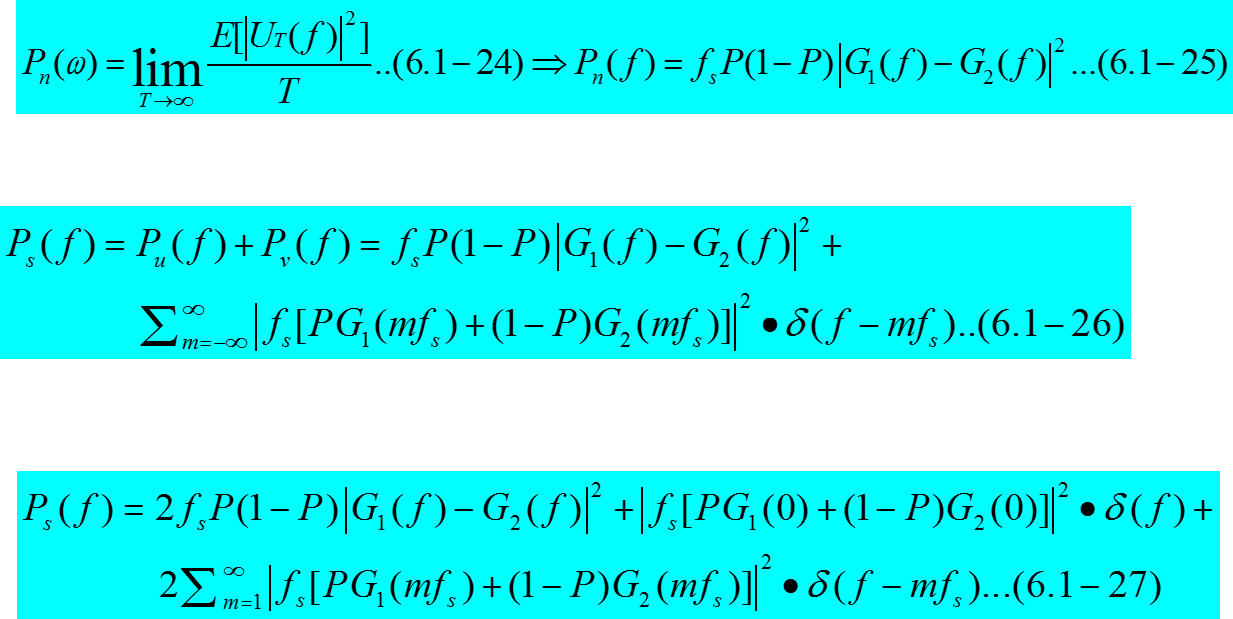 P_n(ω) = lim_{T→∞} E[|U_T(f)|^2] / T ..(6.1−24) ⇒ P_n(f) = f_s P(1−P)|G_1(f) − G_2(f)|^2 ...(6.1−25)
P_s(f) = P_u(f) + P_v(f) = f_s P(1−P)|G_1(f) − G_2(f)|^2 +
∑_{m=−∞}^{∞} |f_s[PG_1(mf_s) + (1−P)G_2(mf_s)]|^2 • δ(f − mf_s)..(6.1−26)
P_s(f) = 2f_s P(1−P)|G_1(f) − G_2(f)|^2 + |f_s[PG_1(0) + (1−P)G_2(0)]|^2 • δ(f) +
2∑_{m=1}^{∞} |f_s[PG_1(mf_s) + (1−P)G_2(mf_s)]|^2 • δ(f − mf_s)...(6.1−27)